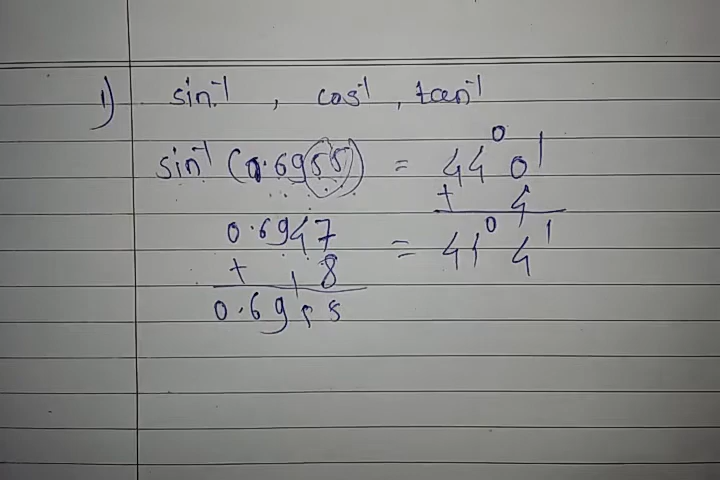 1) sin⁻¹, cos⁻¹, tan⁻¹
sin⁻¹ (0.6955) = 44° 0'
+ 4
0.6947 = 41° 4'
+ 8
0.6955